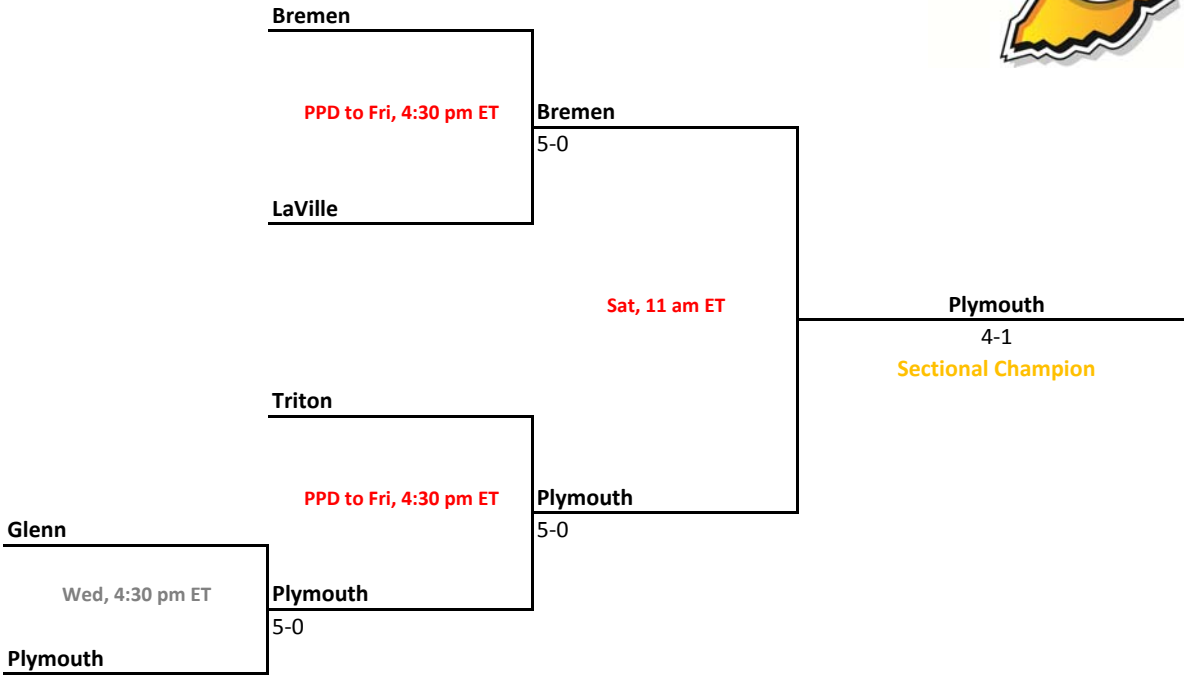 Bremen
PPD to Fri, 4:30 pm ET
Bremen
5-0
LaVille
Sat, 11 am ET
Plymouth
4-1
Sectional Champion
Triton
PPD to Fri, 4:30 pm ET
Plymouth
5-0
Glenn
Wed, 4:30 pm ET
Plymouth
5-0
Plymouth